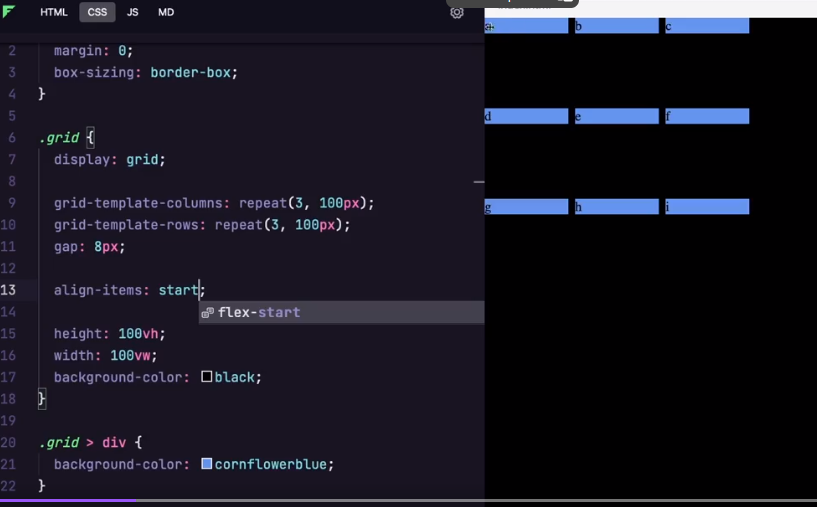 HTML CSS JS MD
2 margin: 0;
3 box-sizing: border-box;
4 }
5
6 .grid {
7 display: grid;
8
9 grid-template-columns: repeat(3, 100px);
10 grid-template-rows: repeat(3, 100px);
11 gap: 8px;
12
13 align-items: start;
flex-start
14
15 height: 100vh;
16 width: 100vw;
17 background-color: black;
18 }
19
20 .grid > div {
21 background-color: cornflowerblue;
22 }
a b c
d e f
g h i